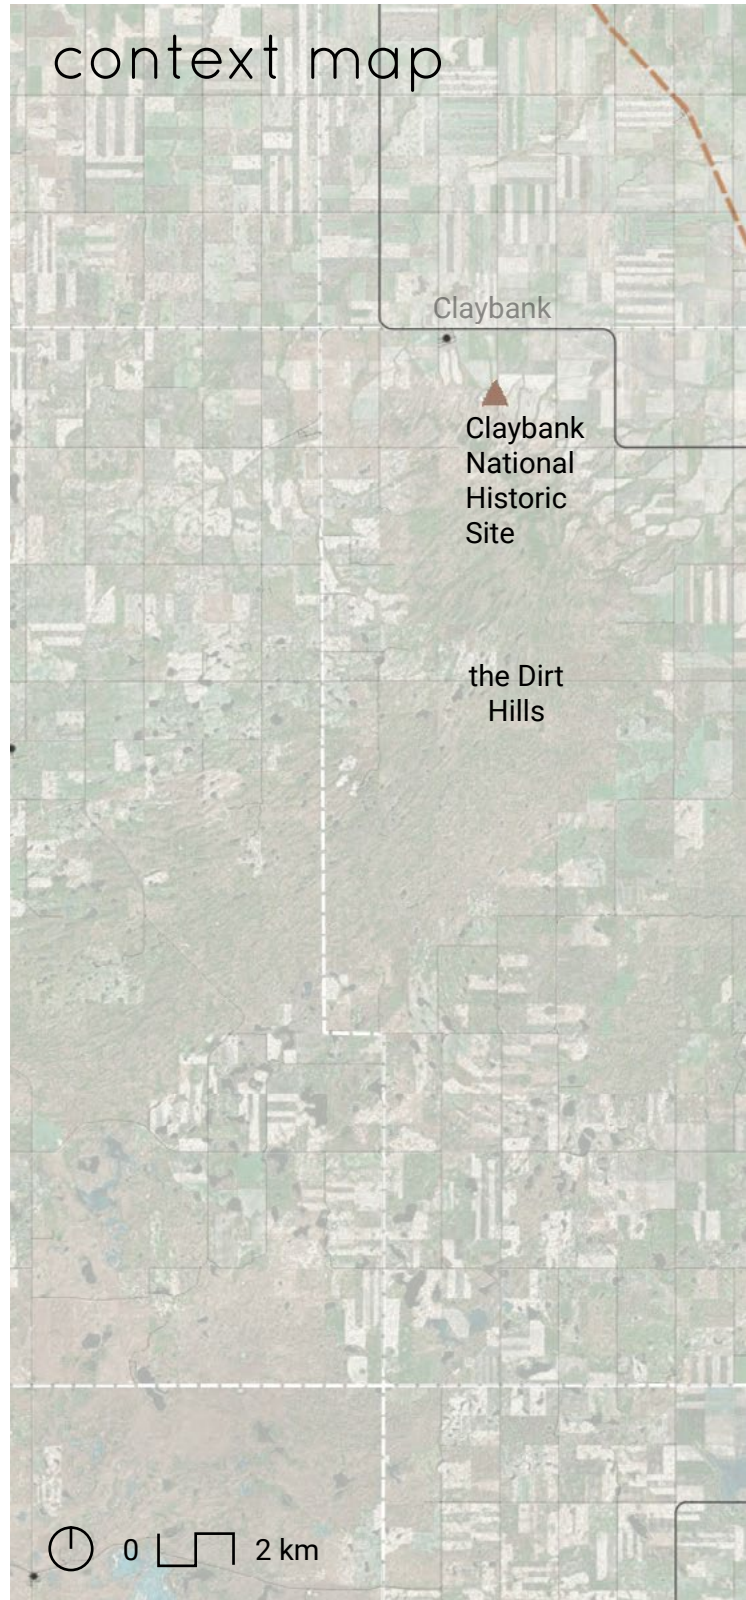 context map
Claybank
Claybank
National
Historic
Site
the Dirt
Hills
0 2 km